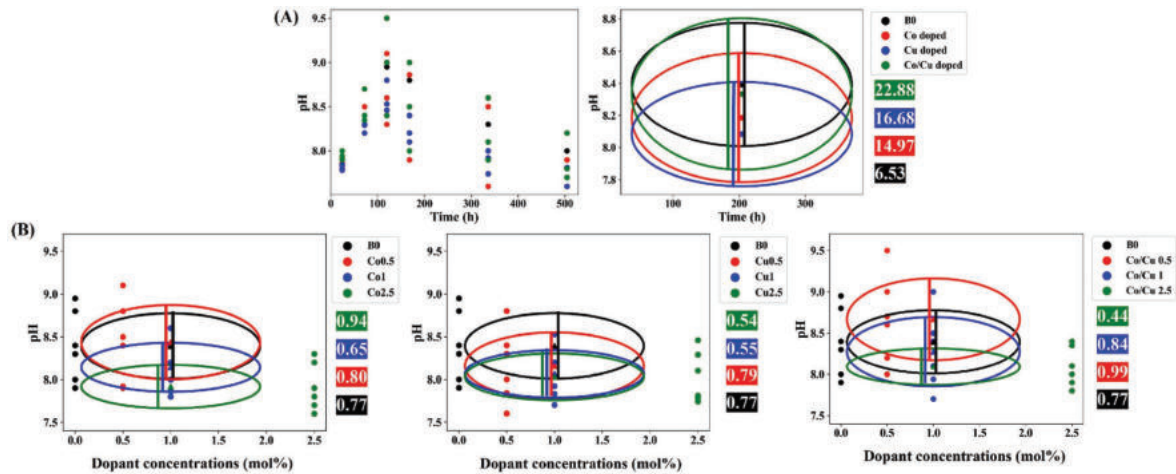 (A)
9.5
9.0
8.5
8.0
pH
0 100 200 300 400 500
Time (h)
8.8
8.6
8.4
8.2
8.0
7.8
pH
100 200 300
Time (h)
B0
Co doped
Cu doped
Co/Cu doped
22.88
16.68
14.97
6.53
(B)
9.5
9.0
8.5
8.0
7.5
pH
0.0 0.5 1.0 1.5 2.0 2.5
Dopant concentrations (mol%)
B0
Co0.5
Co1
Co2.5
0.94
0.65
0.80
0.77
9.5
9.0
8.5
8.0
7.5
pH
0.0 0.5 1.0 1.5 2.0 2.5
Dopant concentrations (mol%)
B0
Cu0.5
Cu1
Cu2.5
0.54
0.55
0.79
0.77
9.5
9.0
8.5
8.0
7.5
pH
0.0 0.5 1.0 1.5 2.0 2.5
Dopant concentrations (mol%)
B0
Co/Cu 0.5
Co/Cu 1
Co/Cu 2.5
0.44
0.84
0.99
0.77